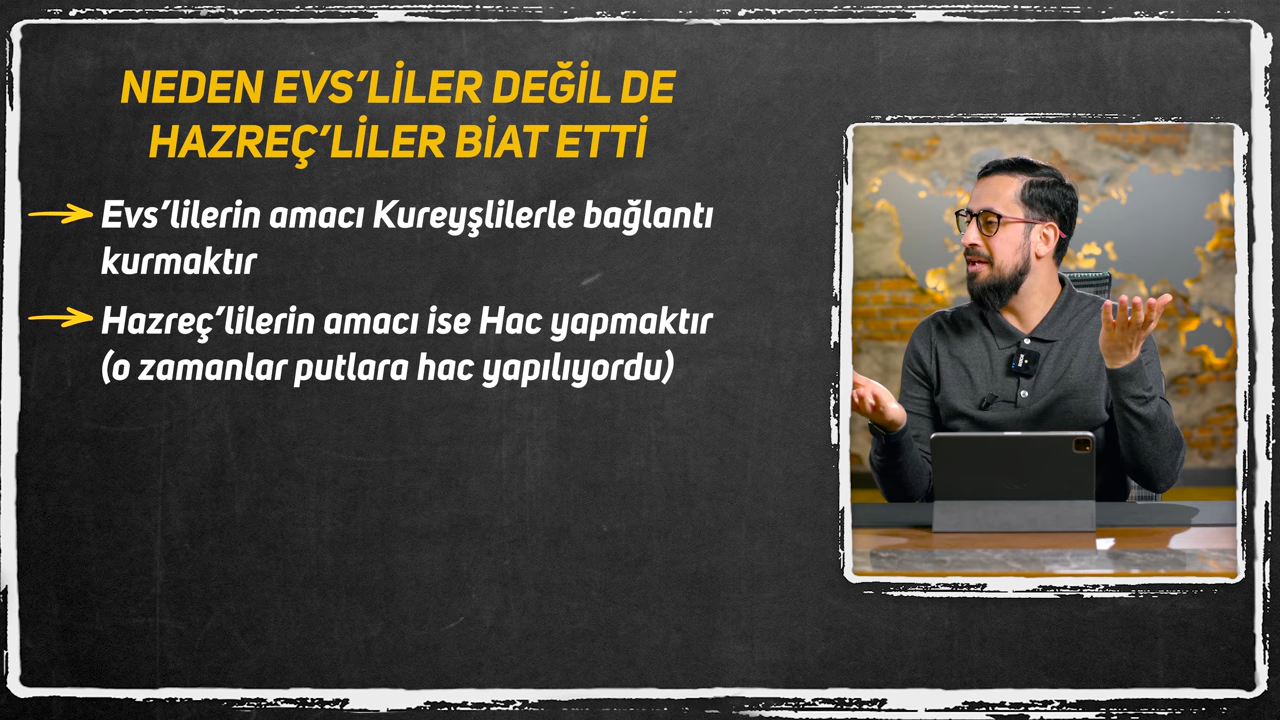 NEDEN EVS'LİLER DEĞİL DE
HAZREÇ'LİLER BİAT ETTİ
Evs'lilerin amacı Kureyşlilerle bağlantı
kurmaktır
Hazreç'lilerin amacı ise Hac yapmaktır
(o zamanlar putlara hac yapılıyordu)